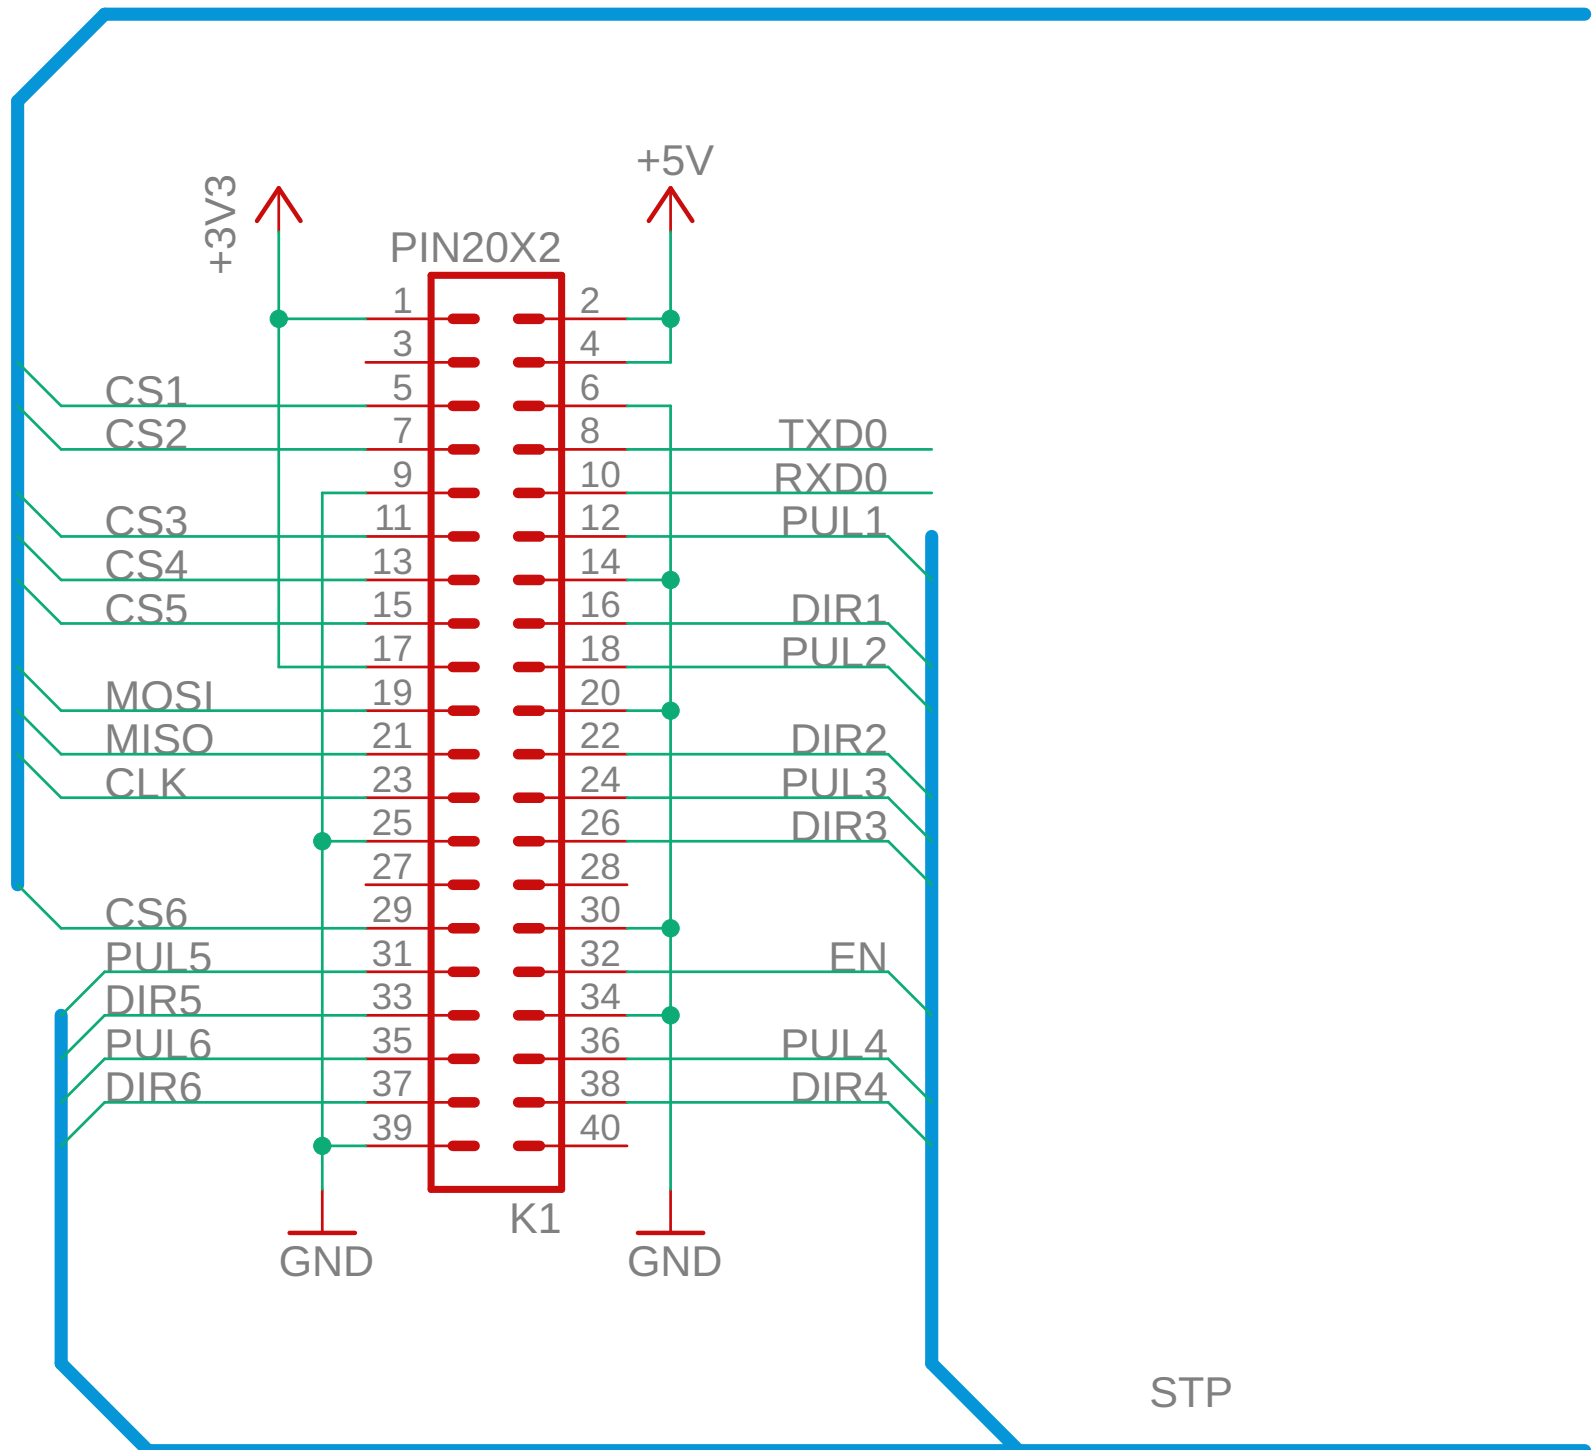 +5V
+3V3
PIN20X2
1 2
3 4
CS1 5 6
CS2 7 8 TXD0
9 10 RXD0
CS3 11 12 PUL1
CS4 13 14
CS5 15 16 DIR1
17 18 PUL2
MOSI 19 20
MISO 21 22 DIR2
CLK 23 24 PUL3
25 26 DIR3
27 28
CS6 29 30
PUL5 31 32 EN
DIR5 33 34
PUL6 35 36 PUL4
DIR6 37 38 DIR4
39 40
K1
GND GND
STP